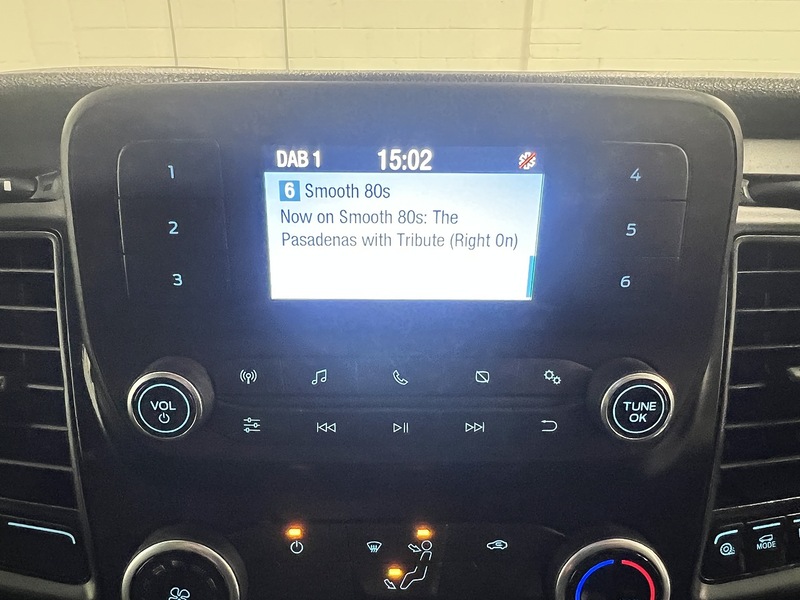 DAB 1 15:02
6 Smooth 80s
Now on Smooth 80s: The
Pasadenas with Tribute (Right On)
1
2
3
4
5
6
VOL
TUNE
OK
MODE